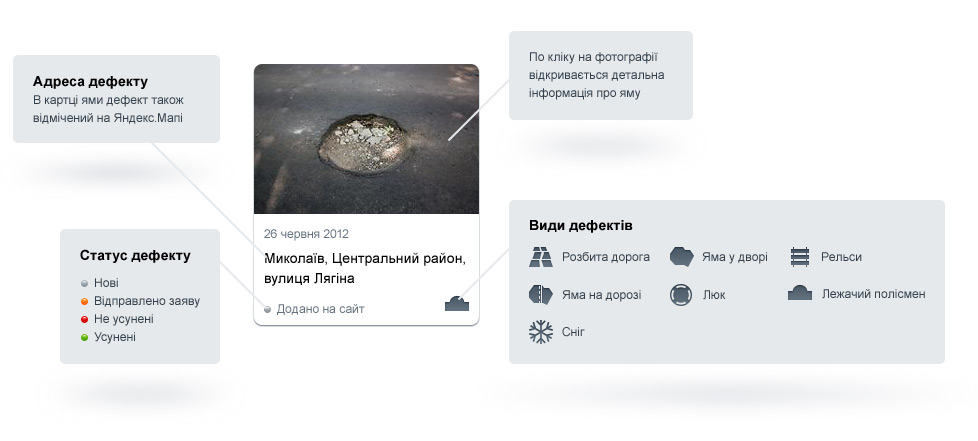 Адреса дефекту
В картці ями дефект також
відмічений на Яндекс.Мапі
По кліку на фотографії
відкривається детальна
інформація про яму
26 червня 2012
Миколаїв, Центральний район,
вулиця Лягіна
Додано на сайт
Статус дефекту
Нові
Відправлено заяву
Не усунені
Усунені
Види дефектів
Розбита дорога
Яма у дворі
Рельси
Яма на дорозі
Люк
Лежачий полісмен
Сніг